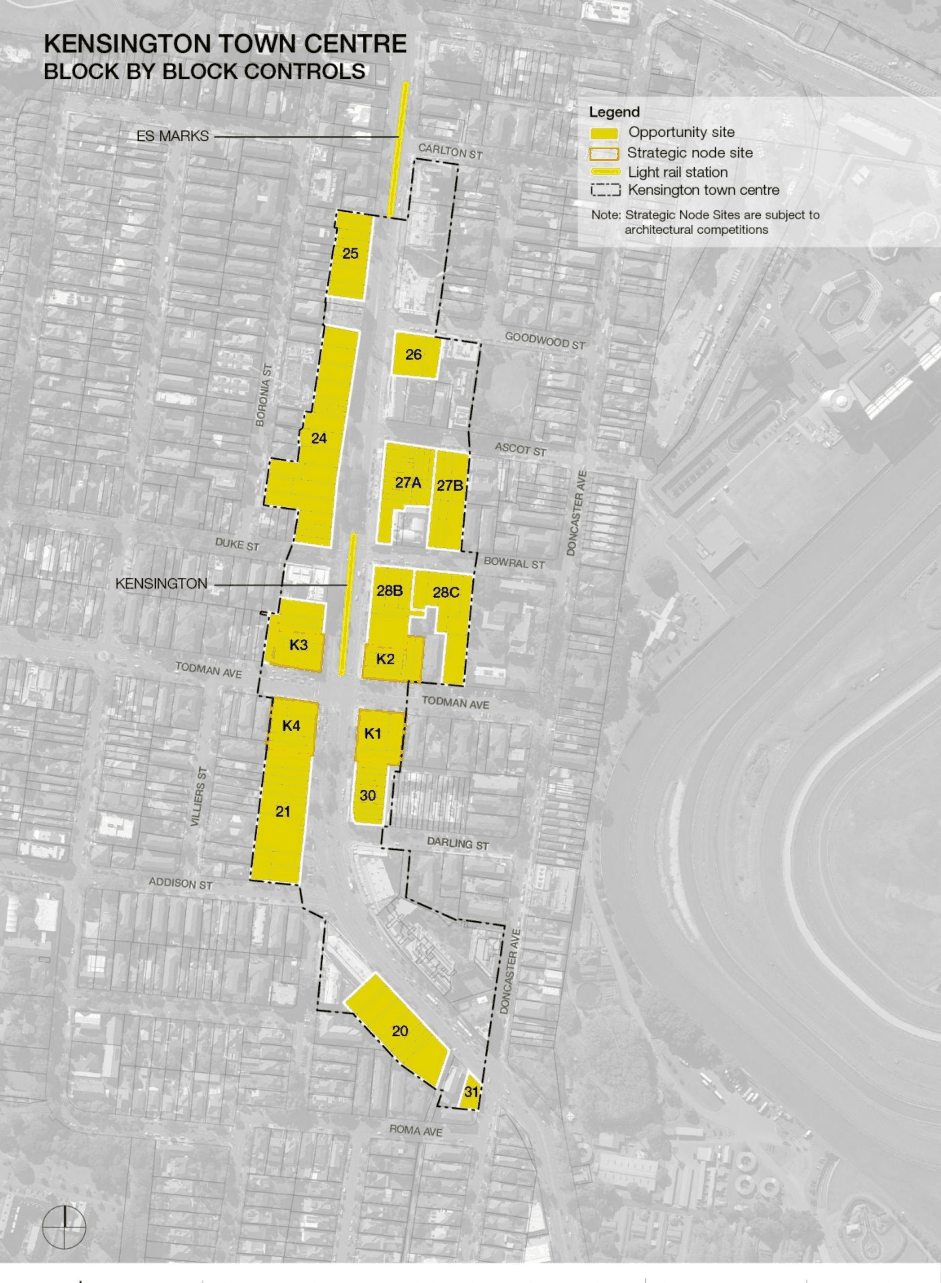 KENSINGTON TOWN CENTRE
BLOCK BY BLOCK CONTROLS
Legend
Opportunity site
Strategic node site
Light rail station
Kensington town centre
Note: Strategic Node Sites are subject to
architectural competitions
ES MARKS
CARLTON ST
25
GOODWOOD ST
26
BORONIA ST
24
ASCOT ST
27A
27B
DONCASTER AVE
DUKE ST
BOWRAL ST
KENSINGTON
28B
28C
K3
K2
TODMAN AVE
TODMAN AVE
K4
K1
VILLIERS ST
30
21
DARLING ST
ADDISON ST
DONCASTER AVE
20
31
ROMA AVE